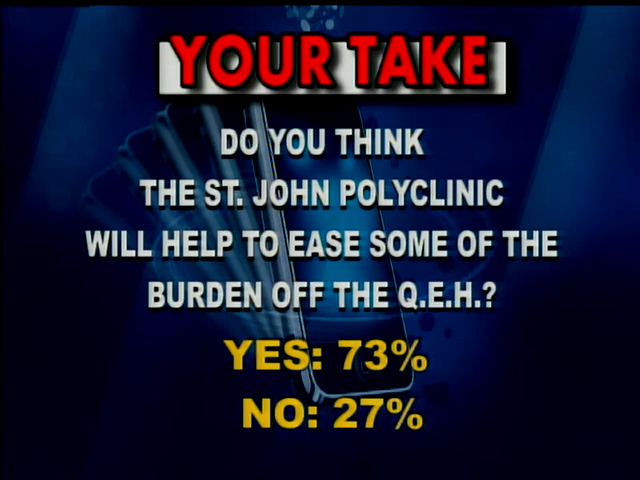 YOUR TAKE
DO YOU THINK
THE ST. JOHN POLYCLINIC
WILL HELP TO EASE SOME OF THE
BURDEN OFF THE Q.E.H.?
YES: 73%
NO: 27%